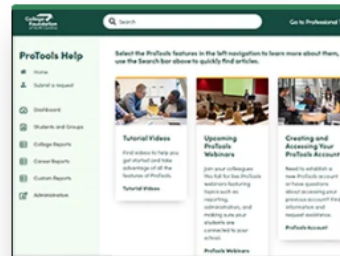 College
Foundation
of North Carolina
Search
Go to Professional
ProTools Help
Home
Submit a request
Dashboard
Students and Groups
College Reports
Career Reports
Custom Reports
Administration
Select the ProTools features in the left navigation to learn more about them,
use the Search bar above to quickly find articles.
Tutorial Videos
Find videos to help you
get started and take
advantage of all the
features of ProTools.
Tutorial Videos
Upcoming
ProTools
Webinars
Join your colleagues
this fall for live ProTools
webinars featuring
topics such as
reporting,
administration, and
making sure your
students are
connected to your
school.
ProTools Webinars
Creating and
Accessing Your
ProTools Account
Need to establish a
new ProTools account
or have questions
about accessing your
previous account?
information and
request assistance.
ProTools Account